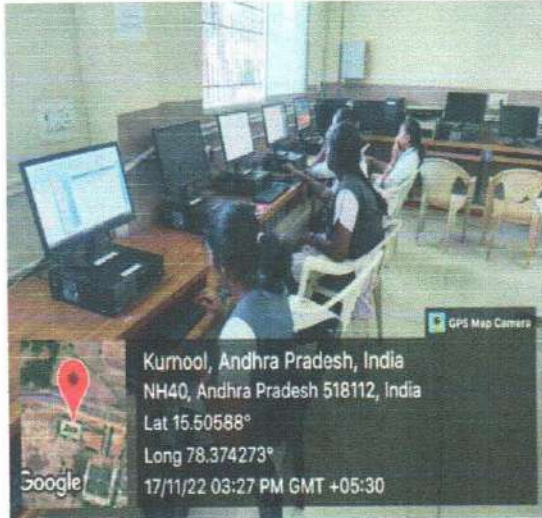 GPS Map Camera
Kurnool, Andhra Pradesh, India
NH40, Andhra Pradesh 518112, India
Lat 15.50588°
Long 78.374273°
17/11/22 03:27 PM GMT +05:30
Google